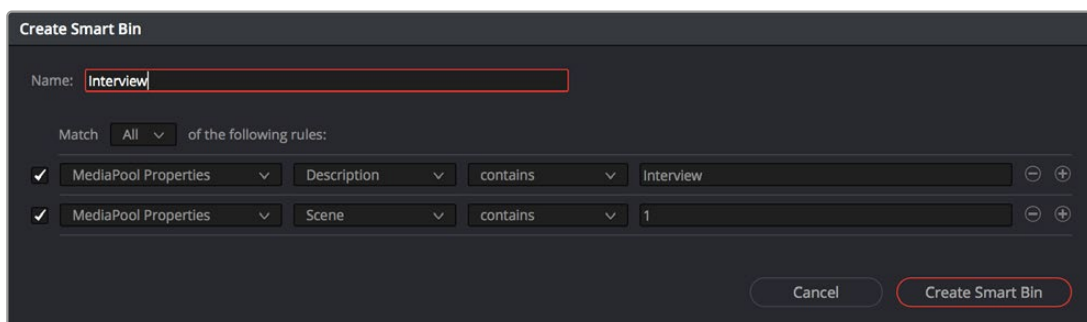 Create Smart Bin
Name: Interview
Match All of the following rules:
MediaPool Properties Description contains Interview
MediaPool Properties Scene contains 1
Cancel Create Smart Bin